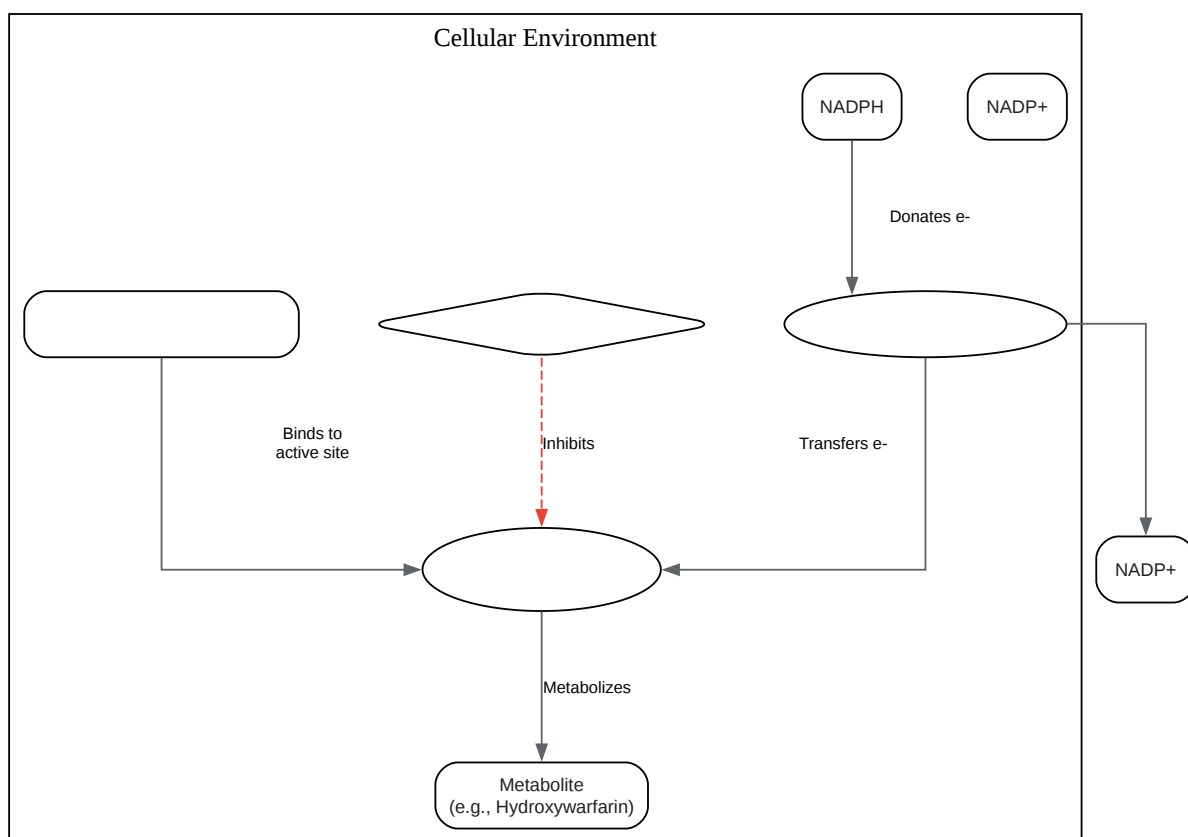 Cellular Environment
NADPH
NADP+
Donates e-
Binds to
active site
Inhibits
Transfers e-
NADP+
Metabolizes
Metabolite
(e.g., Hydroxywarfarin)